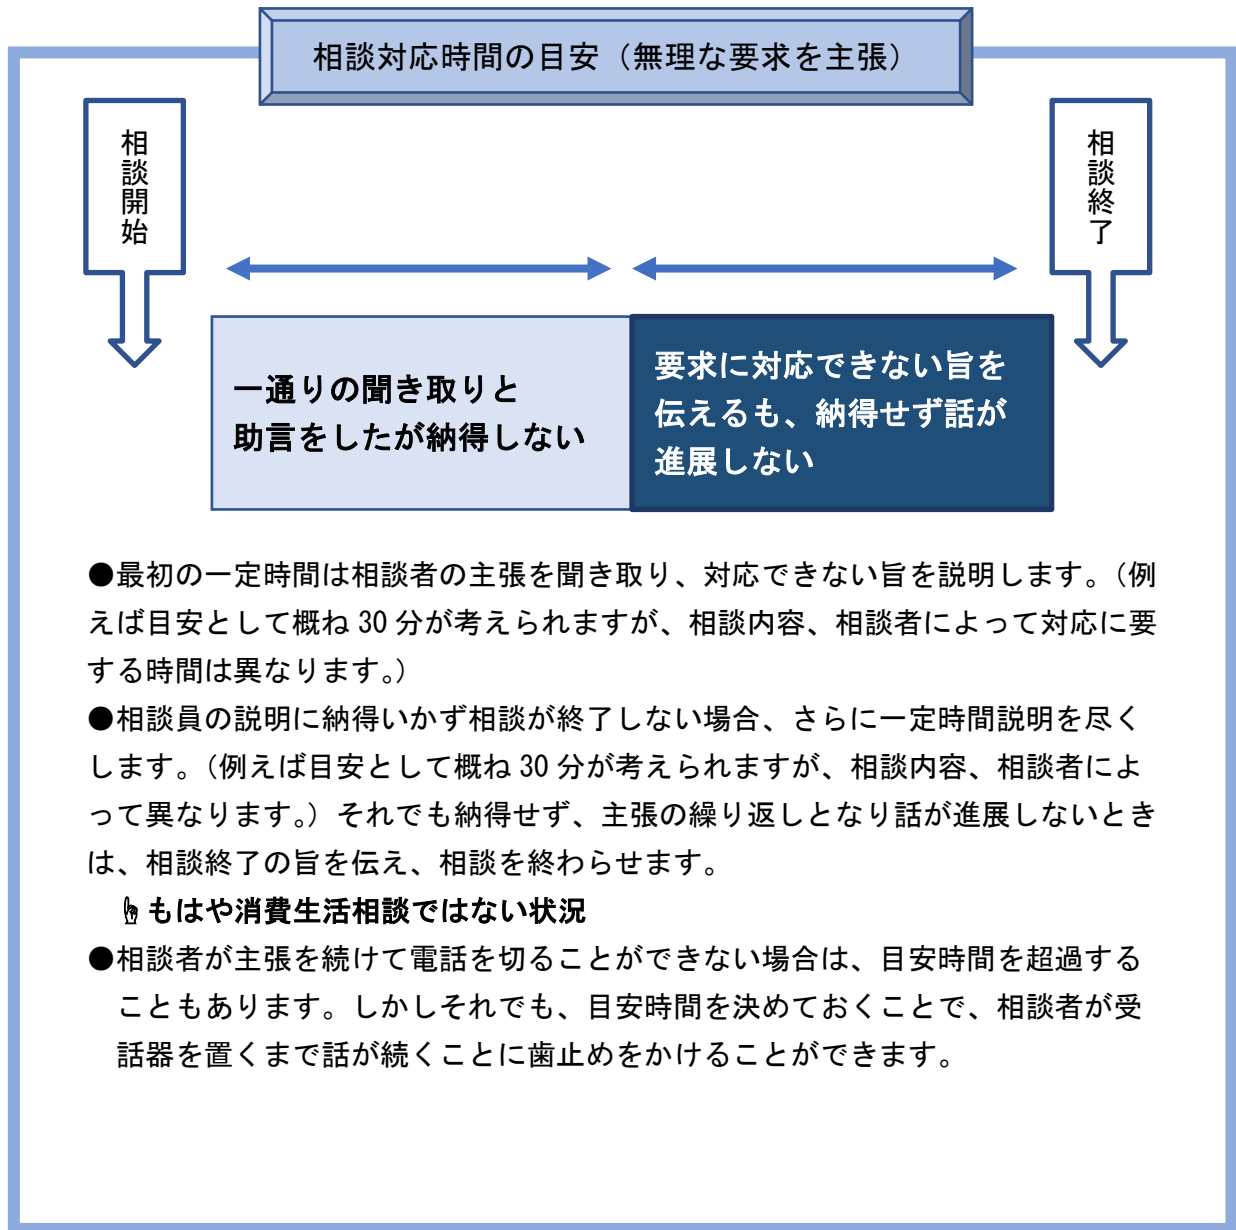 相談対応時間の目安（無理な要求を主張）
相談開始
相談終了
一通りの聞き取りと
助言をしたが納得しない
要求に対応できない旨を
伝えるも、納得せず話が
進展しない
●最初の一定時間は相談者の主張を聞き取り、対応できない旨を説明します。（例
えば目安として概ね 30 分が考えられますが、相談内容、相談者によって対応に要
する時間は異なります。）
●相談員の説明に納得いかず相談が終了しない場合、さらに一定時間説明を尽く
します。（例えば目安として概ね 30 分が考えられますが、相談内容、相談者によ
って異なります。）それでも納得せず、主張の繰り返しとなり話が進展しないとき
は、相談終了の旨を伝え、相談を終わらせます。
☝もはや消費生活相談ではない状況
●相談者が主張を続けて電話を切ることができない場合は、目安時間を超過する
こともあります。しかしそれでも、目安時間を決めておくことで、相談者が受
話器を置くまで話が続くことに歯止めをかけることができます。